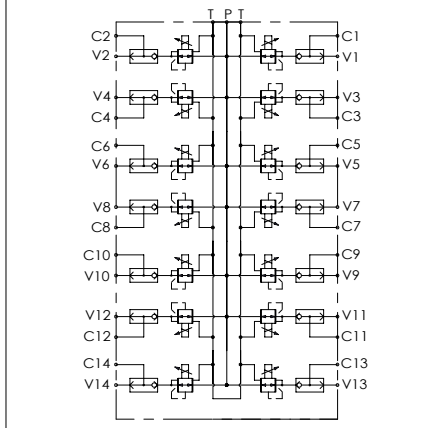 T P T
C2 C1
V2 V1
V4 V3
C4 C3
C6 C5
V6 V5
V8 V7
C8 C7
C10 C9
V10 V9
V12 V11
C12 C11
C14 C13
V14 V13